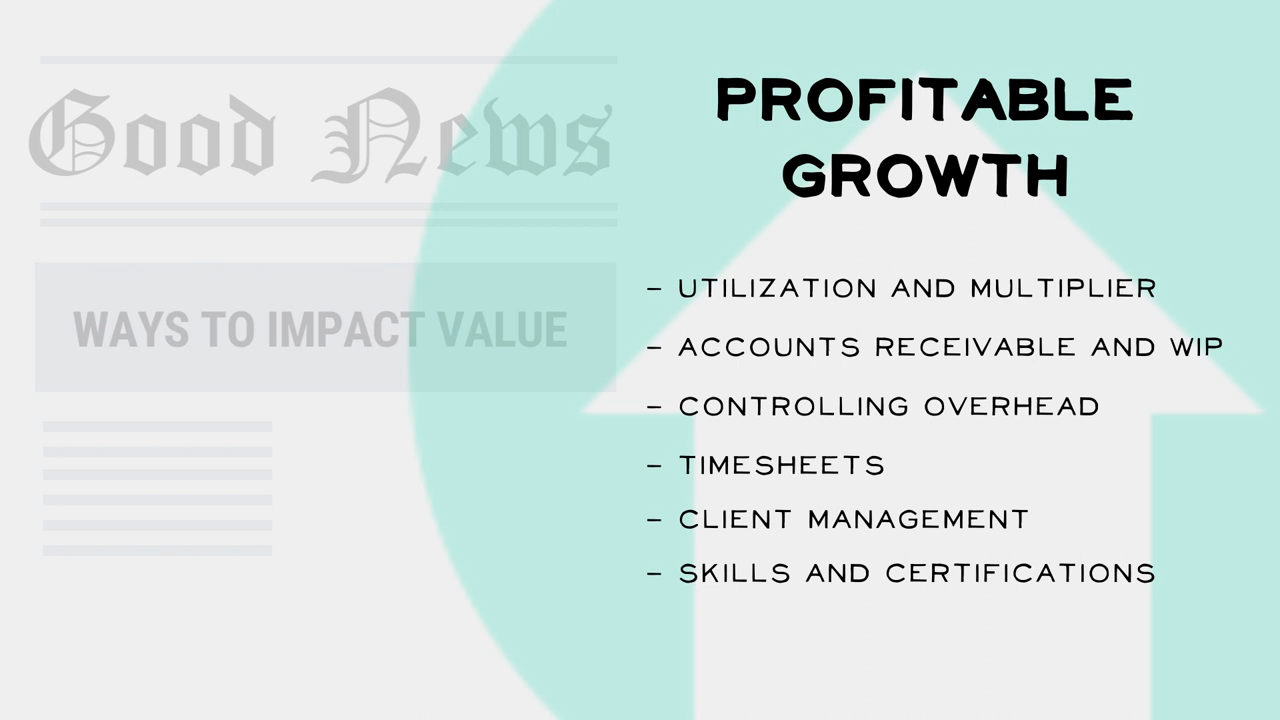 Good News
WAYS TO IMPACT VALUE
PROFITABLE
GROWTH
- UTILIZATION AND MULTIPLIER
- ACCOUNTS RECEIVABLE AND WIP
- CONTROLLING OVERHEAD
- TIMESHEETS
- CLIENT MANAGEMENT
- SKILLS AND CERTIFICATIONS